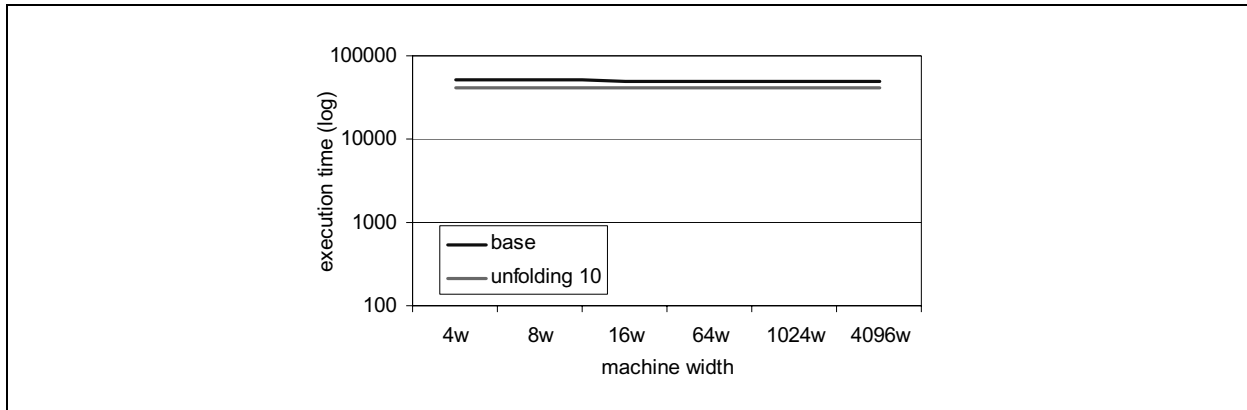 execution time (log)
100000
10000
1000
100
base
unfolding 10
4w 8w 16w 64w 1024w 4096w
machine width